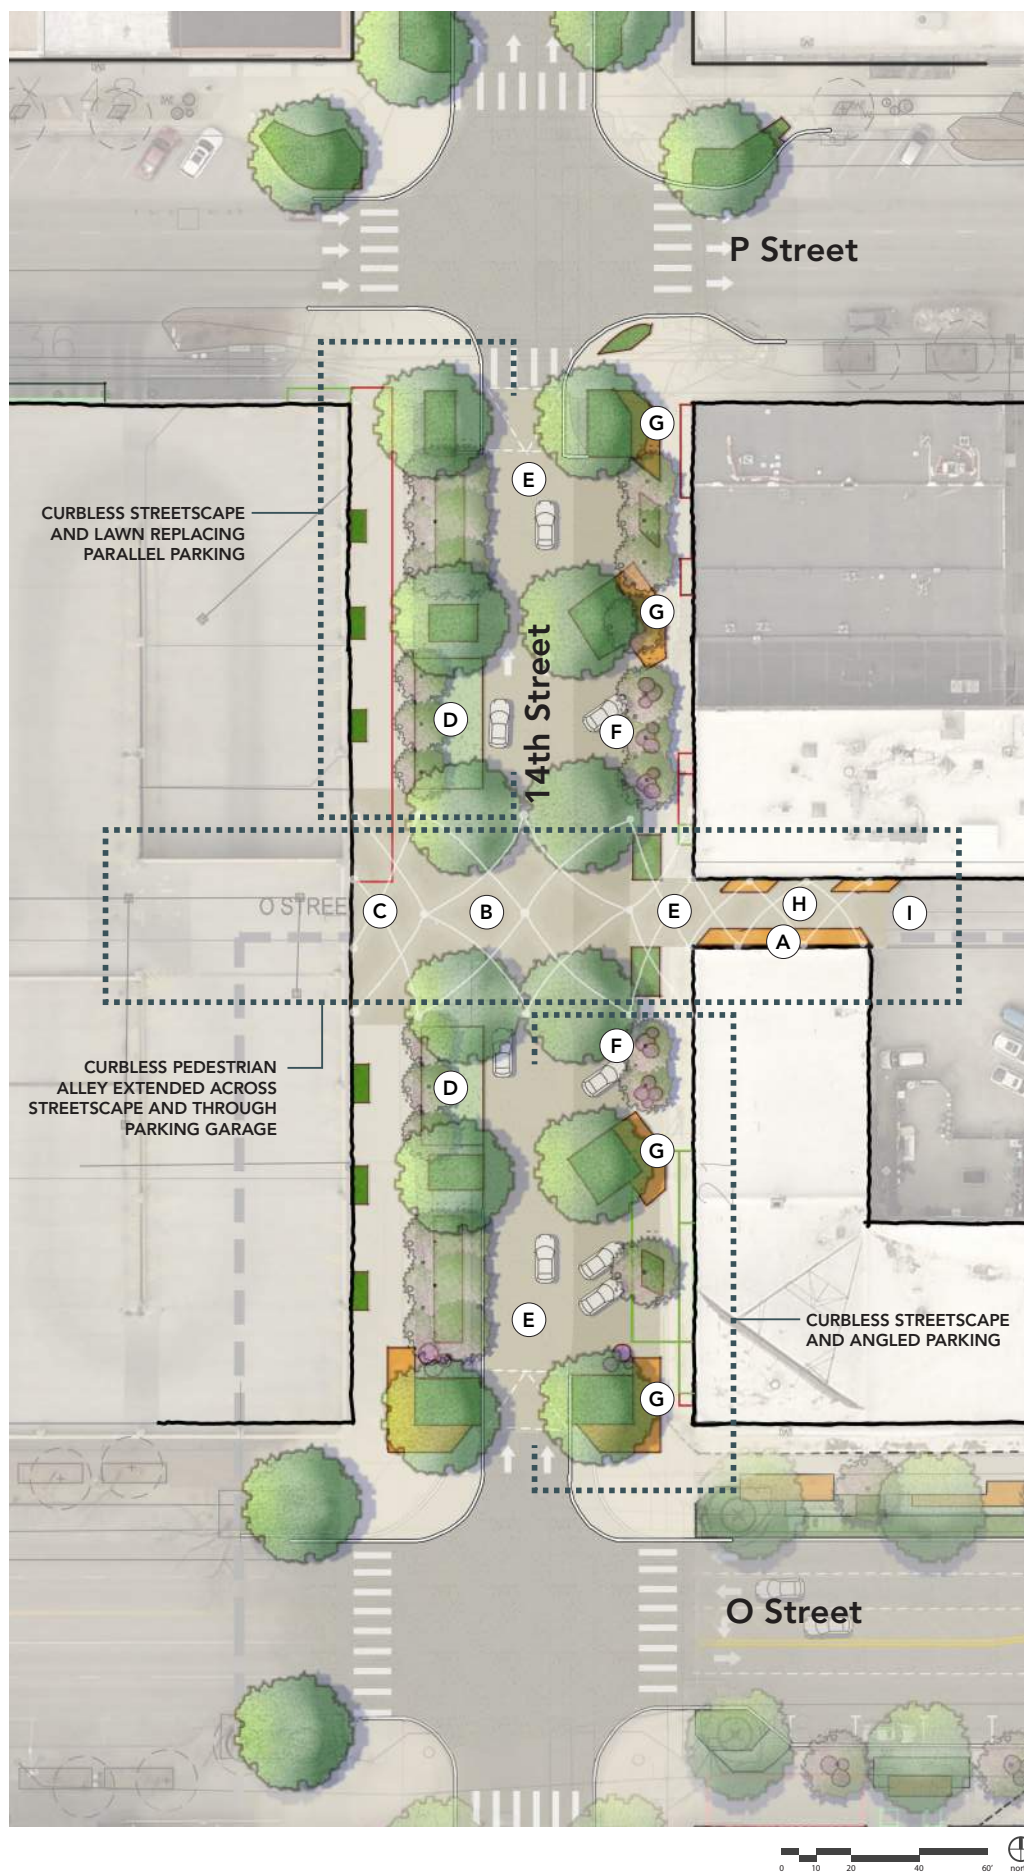 P Street
G
E
CURBLESS STREETSCAPE
AND LAWN REPLACING
PARALLEL PARKING
G
14th Street
D
F
O STREE
C
B
E
H
I
A
F
CURBLESS PEDESTRIAN
ALLEY EXTENDED ACROSS
STREETSCAPE AND THROUGH
PARKING GARAGE
D
G
E
CURBLESS STREETSCAPE
AND ANGLED PARKING
G
O Street
0 10 20 40 60'